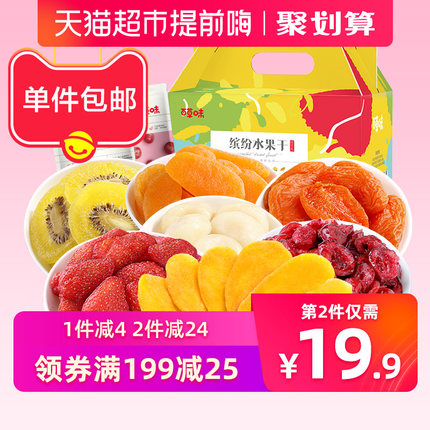 天猫超市提前嗨 聚划算
单件包邮
百草味
缤纷水果干
1件减4 2件减24
领券满199减25
第2件仅需
¥19.9